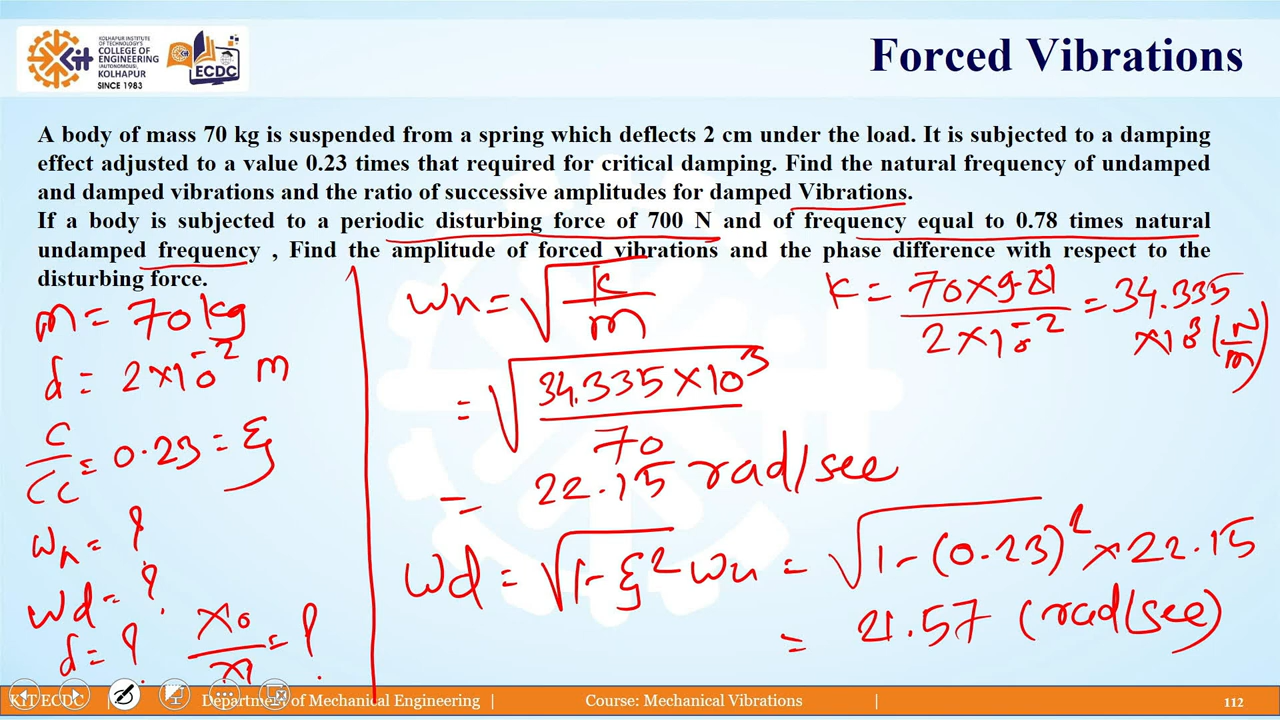 KOLHAPUR INSTITUTE
OF TECHNOLOGY'S
COLLEGE OF
ENGINEERING
(AUTONOMOUS)
KOLHAPUR
SINCE 1983
Kit
ECDC
Forced Vibrations
A body of mass 70 kg is suspended from a spring which deflects 2 cm under the load. It is subjected to a damping
effect adjusted to a value 0.23 times that required for critical damping. Find the natural frequency of undamped
and damped vibrations and the ratio of successive amplitudes for damped Vibrations.
If a body is subjected to a periodic disturbing force of 700 N and of frequency equal to 0.78 times natural
undamped frequency , Find the amplitude of forced vibrations and the phase difference with respect to the
disturbing force.
m = 70 kg
d = 2×10^-2 m
c/cc = 0.23 = ξ
ωn = ?
ωd = ?
d = ? x0/x1 = ?
ωn = √(k/m)
= √(34.335×10^3/70)
= 22.15 rad/sec
ωd = √(1-ξ^2) ωn = √(1-(0.23)^2) × 22.15
= 21.57 (rad/sec)
K = 70×9.81/2×10^-2 = 34.335
×10^3 (N/m)
KIT ECDC | Department of Mechanical Engineering | Course: Mechanical Vibrations | 112